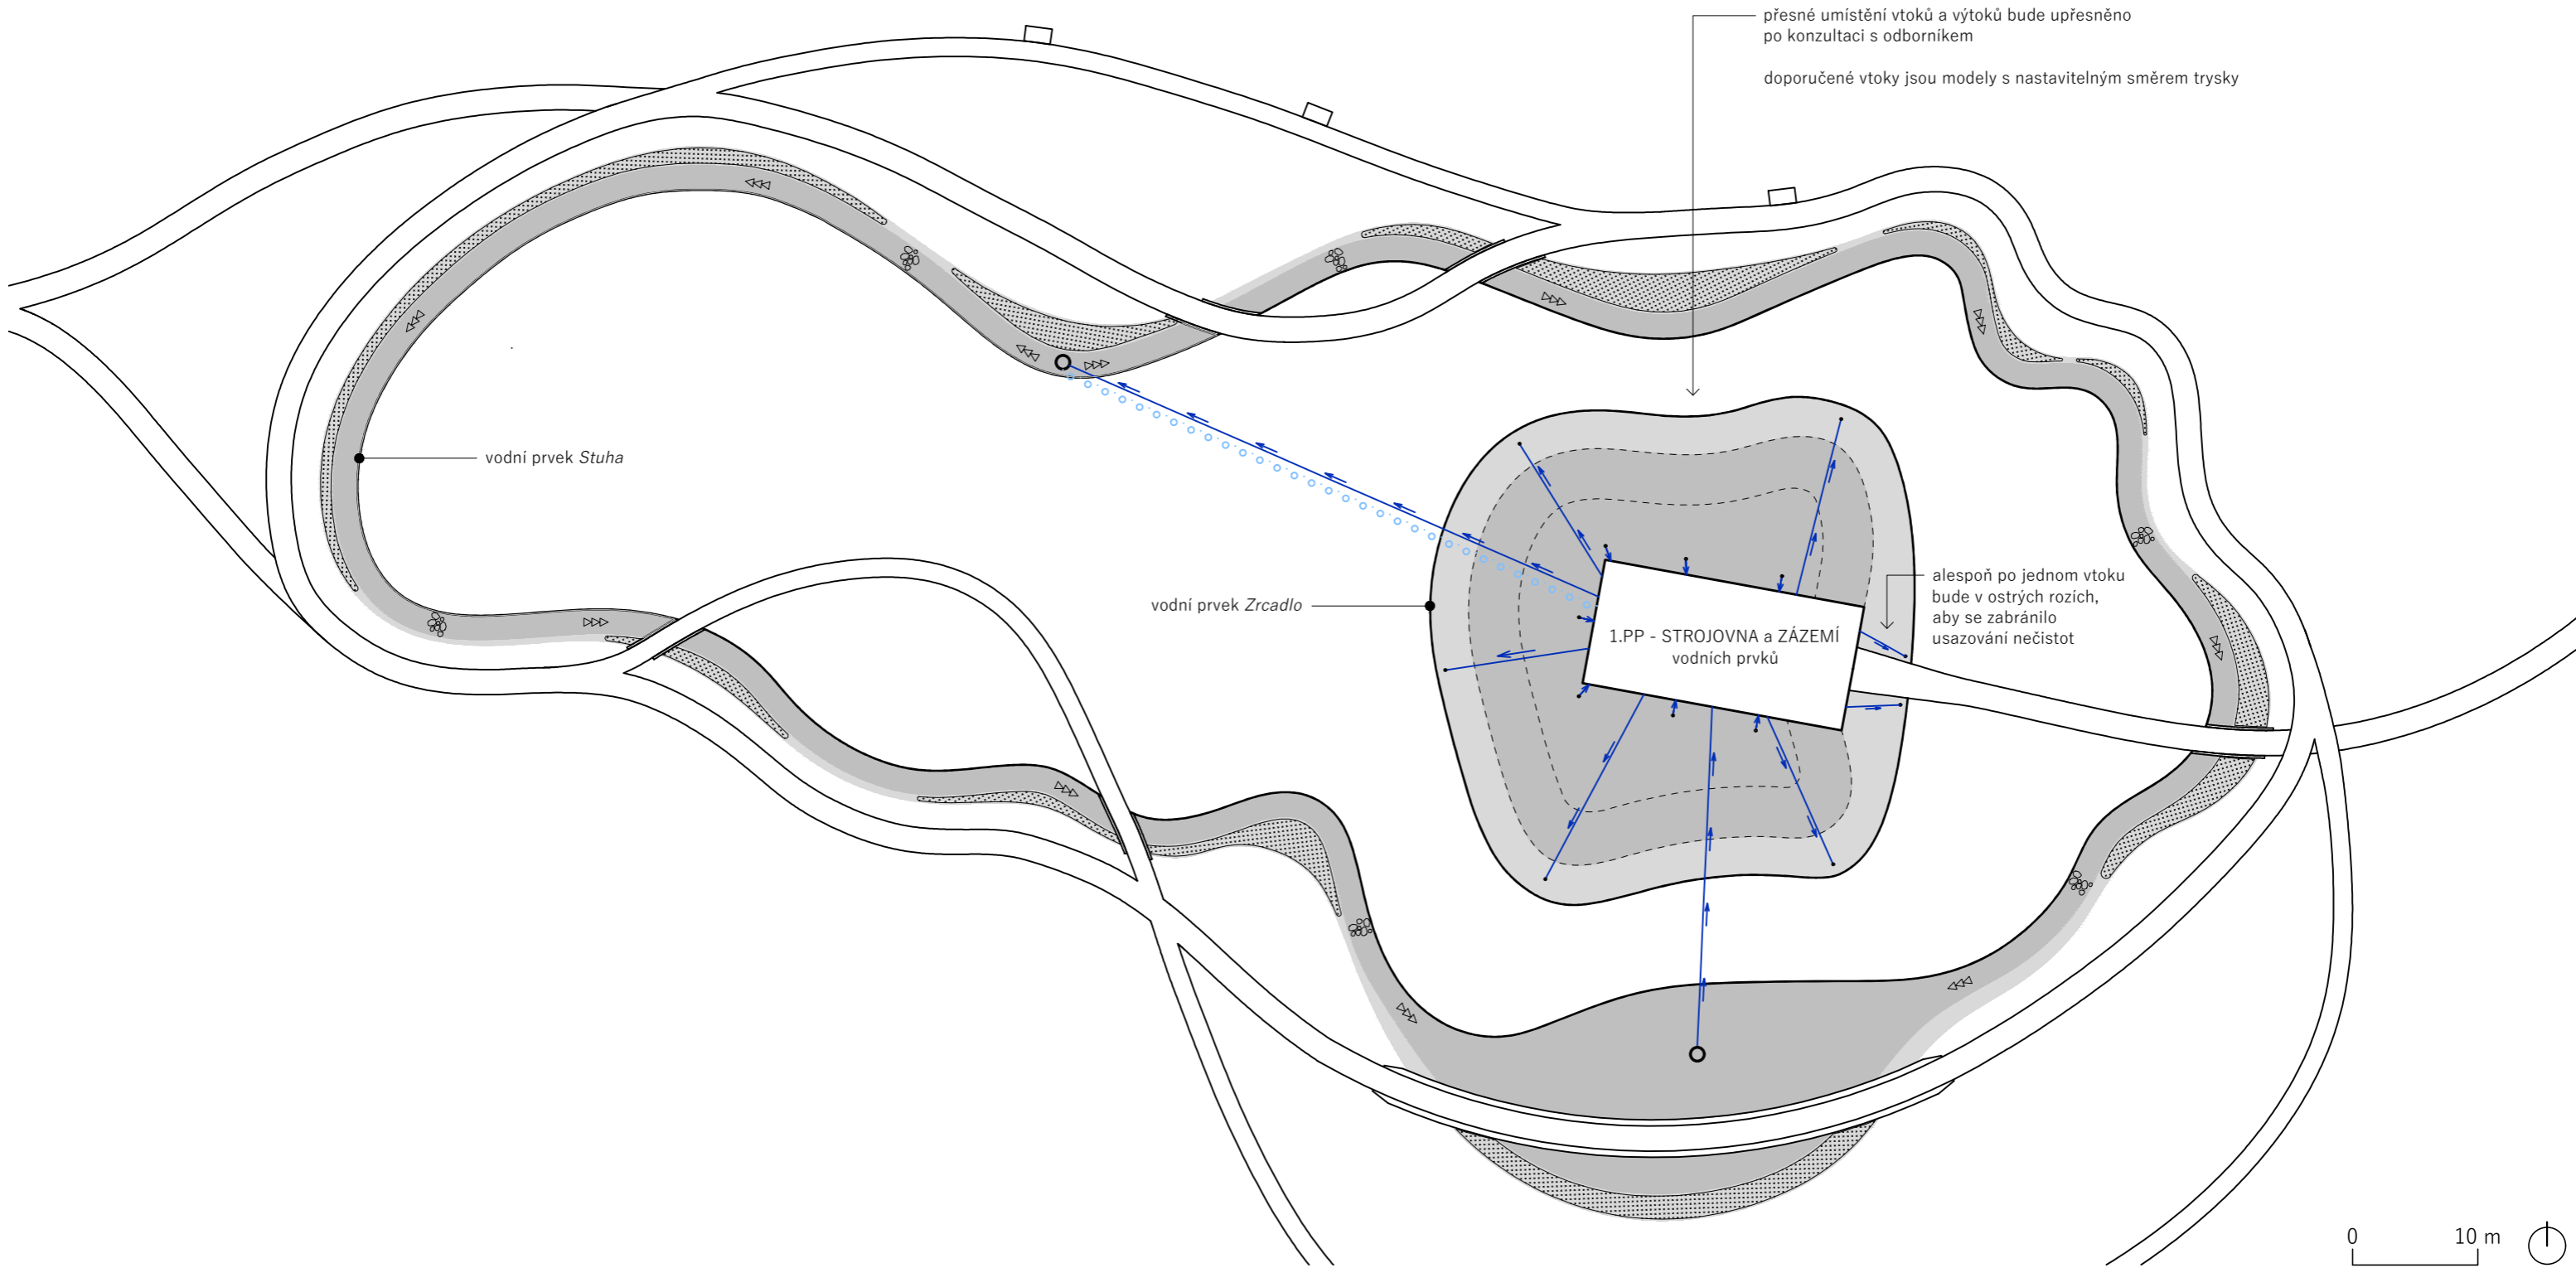 přesné umístění vtoků a výtoků bude upřesněno
po konzultaci s odborníkem
doporučené vtoky jsou modely s nastavitelným směrem trysky
vodní prvek Stuha
vodní prvek Zrcadlo
1.PP - STROJOVNA a ZÁZEMÍ
vodních prvků
alespoň po jednom vtoku
bude v ostrých rozích,
aby se zabránilo
usazování nečistot
0 10 m